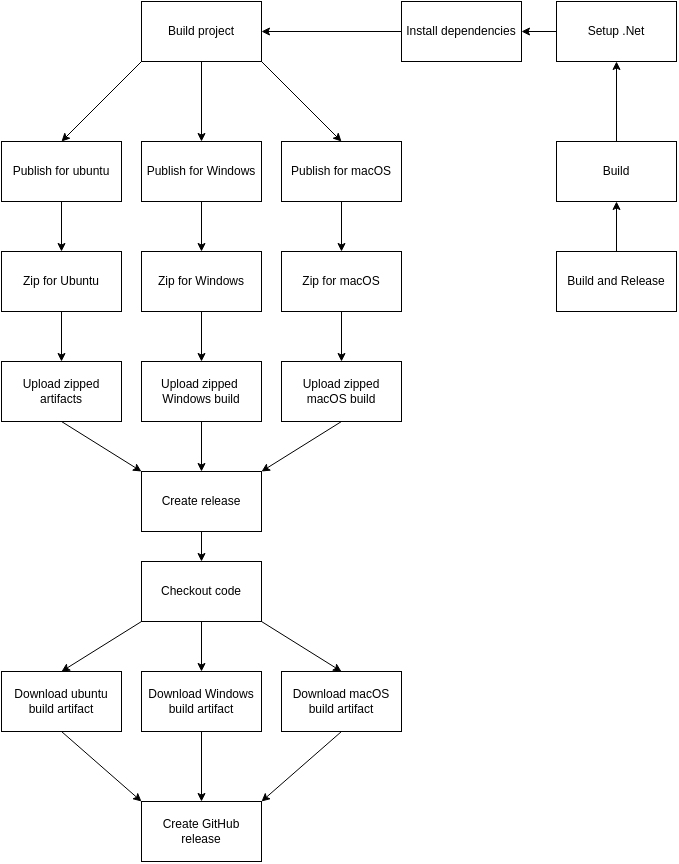 Build project
Install dependencies
Setup .Net
Publish for ubuntu
Publish for Windows
Publish for macOS
Build
Zip for Ubuntu
Zip for Windows
Zip for macOS
Build and Release
Upload zipped
artifacts
Upload zipped
Windows build
Upload zipped
macOS build
Create release
Checkout code
Download ubuntu
build artifact
Download Windows
build artifact
Download macOS
build artifact
Create GitHub
release